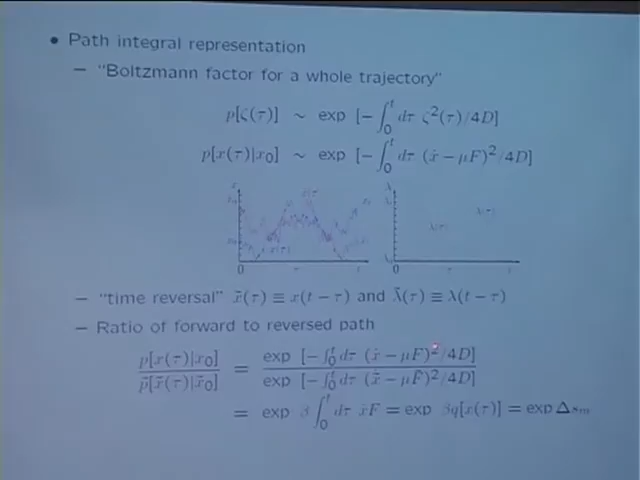 • Path integral representation
– "Boltzmann factor for a whole trajectory"
p[ζ(τ)] ∼ exp [−∫₀ᵗ dτ ζ²(τ)/4D]
p[x(τ)|x₀] ∼ exp [−∫₀ᵗ dτ (ẋ − μF)²/4D]
0
0
– "time reversal" x̃(τ) ≡ x(t − τ) and λ̃(τ) ≡ λ(t − τ)
– Ratio of forward to reversed path
p[x(τ)|x₀] / p̃[x̃(τ)|x̃₀] = exp [−∫₀ᵗ dτ (ẋ − μF)²/4D] / exp [−∫₀ᵗ dτ (x̃̇ − μF̃)²/4D]
= exp β ∫₀ᵗ dτ ẋF = exp βq[x(τ)] = exp Δsₘ